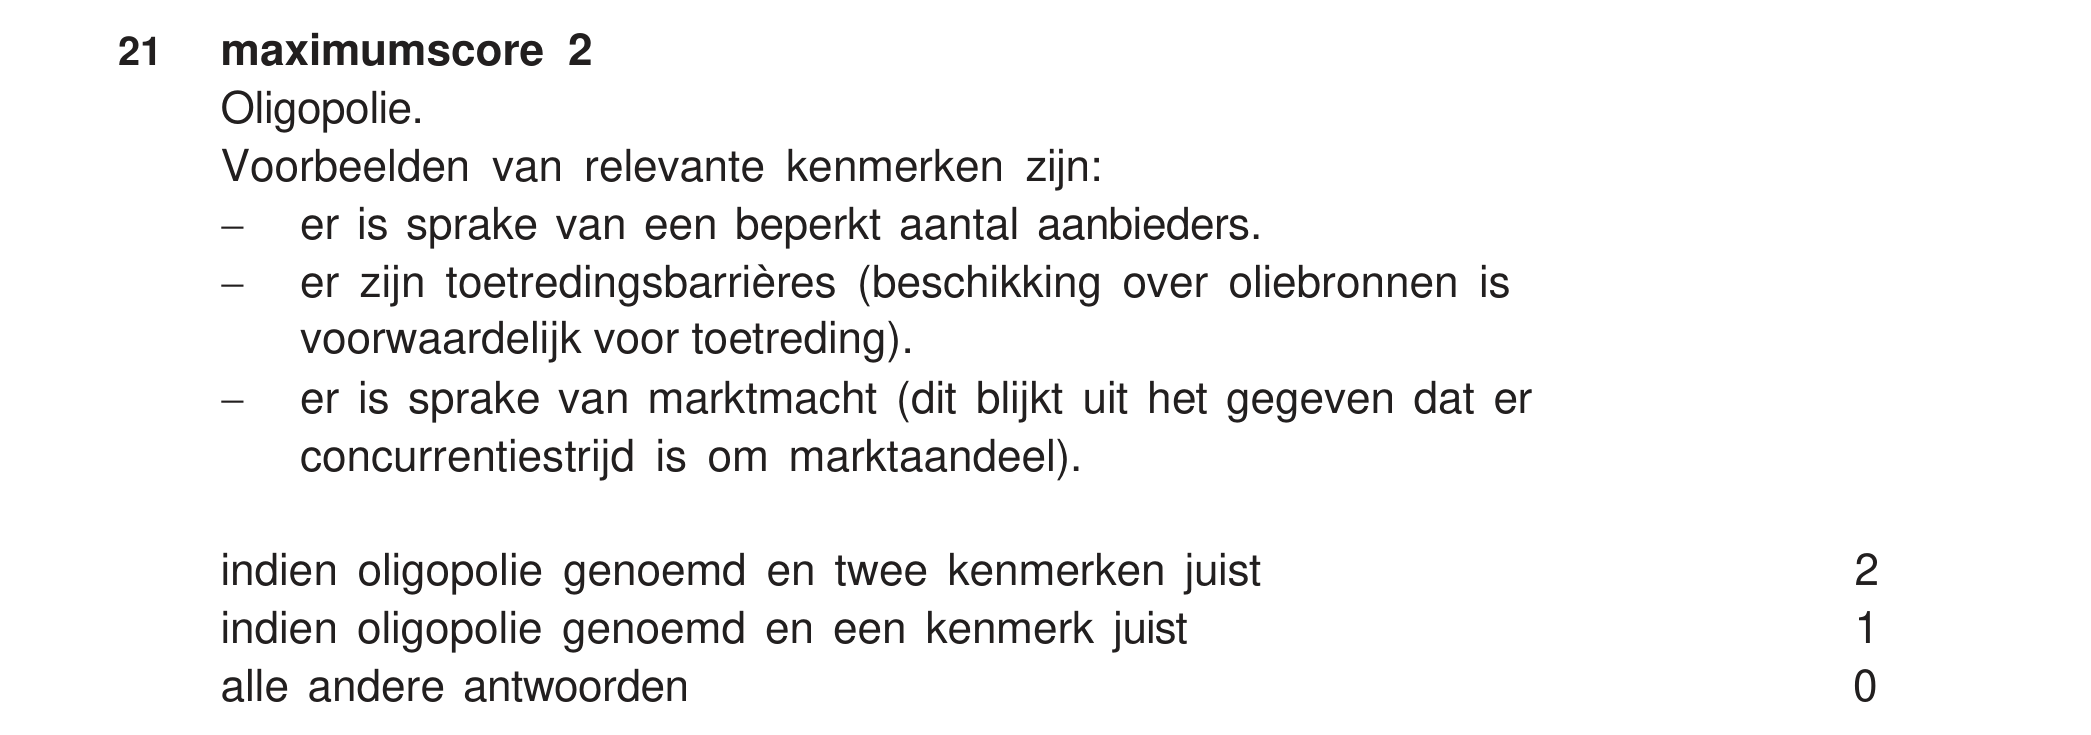 21 maximumscore 2
Oligopolie.
Voorbeelden van relevante kenmerken zijn:
– er is sprake van een beperkt aantal aanbieders.
– er zijn toetredingsbarrières (beschikking over oliebronnen is
voorwaardelijk voor toetreding).
– er is sprake van marktmacht (dit blijkt uit het gegeven dat er
concurrentiestrijd is om marktaandeel).
indien oligopolie genoemd en twee kenmerken juist 2
indien oligopolie genoemd en een kenmerk juist 1
alle andere antwoorden 0